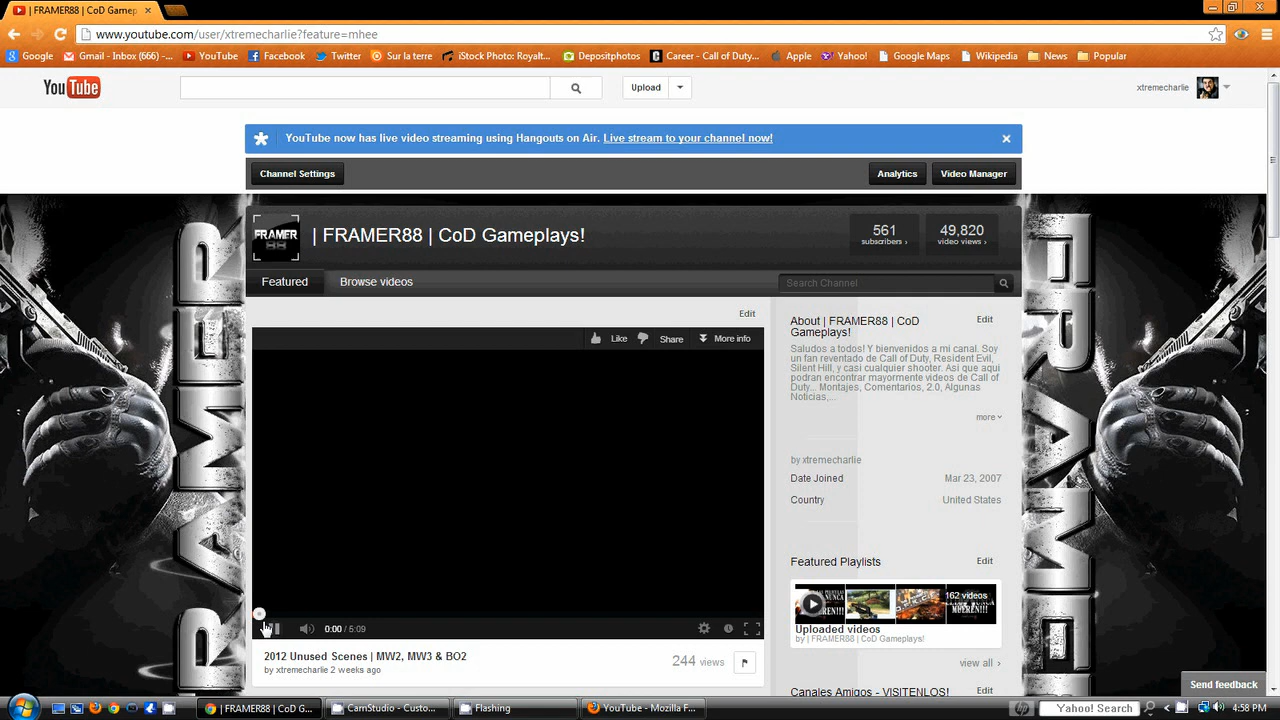 | FRAMER88 | CoD Gamep
www.youtube.com/user/xtremecharlie?feature=mhee
Google Gmail - Inbox (666) -... YouTube Facebook Twitter Sur la terre iStock Photo: Royalt... Depositphotos Career - Call of Duty... Apple Yahoo! Google Maps Wikipedia News Popular
YouTube
Upload
xtremecharlie
YouTube now has live video streaming using Hangouts on Air. Live stream to your channel now!
Channel Settings
Analytics Video Manager
FRAMER
| FRAMER88 | CoD Gameplays!
561
subscribers ›
49,820
video views ›
Featured Browse videos
Search Channel
Edit
Like Share More info
0:00 / 5:09
2012 Unused Scenes | MW2, MW3 & BO2
by xtremecharlie 2 weeks ago
244 views
About | FRAMER88 | CoD Gameplays!
Edit
Saludos a todos! Y bienvenidos a mi canal. Soy
un fan reventado de Call of Duty, Resident Evil,
Silent Hill, y casi cualquier shooter. Asi que aqui
podran encontrar mayormente videos de Call of
Duty... Montajes, Comentarios, 2.0, Algunas
Noticias,...
more
by xtremecharlie
Date Joined Mar 23, 2007
Country United States
Featured Playlists Edit
162 videos
Uploaded videos
by | FRAMER88 | CoD Gameplays!
view all ›
Canales Amigos - VISITENLOS! Edit
FRAMER
FRAMER
Send feedback
| FRAMER88 | CoD G... CamStudio - Custo... Flashing YouTube - Mozilla F... Yahoo! Search 4:58 PM